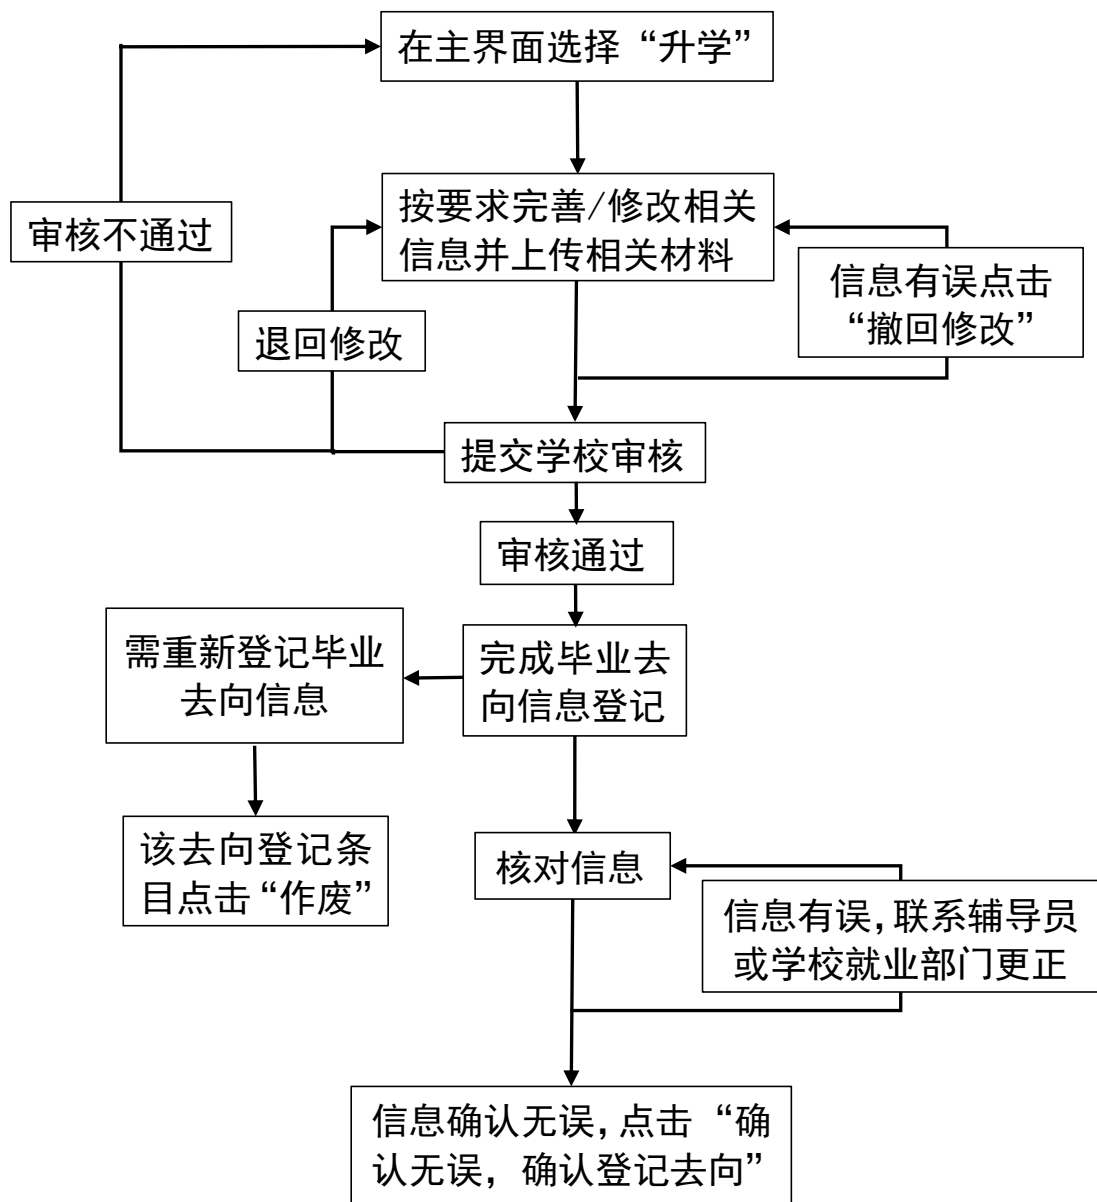 在主界面选择“升学”
审核不通过
按要求完善/修改相关
信息并上传相关材料
信息有误点击
“撤回修改”
退回修改
提交学校审核
审核通过
需重新登记毕业
去向信息
完成毕业去
向信息登记
该去向登记条
目点击“作废”
核对信息
信息有误,联系辅导员
或学校就业部门更正
信息确认无误,点击“确
认无误，确认登记去向”